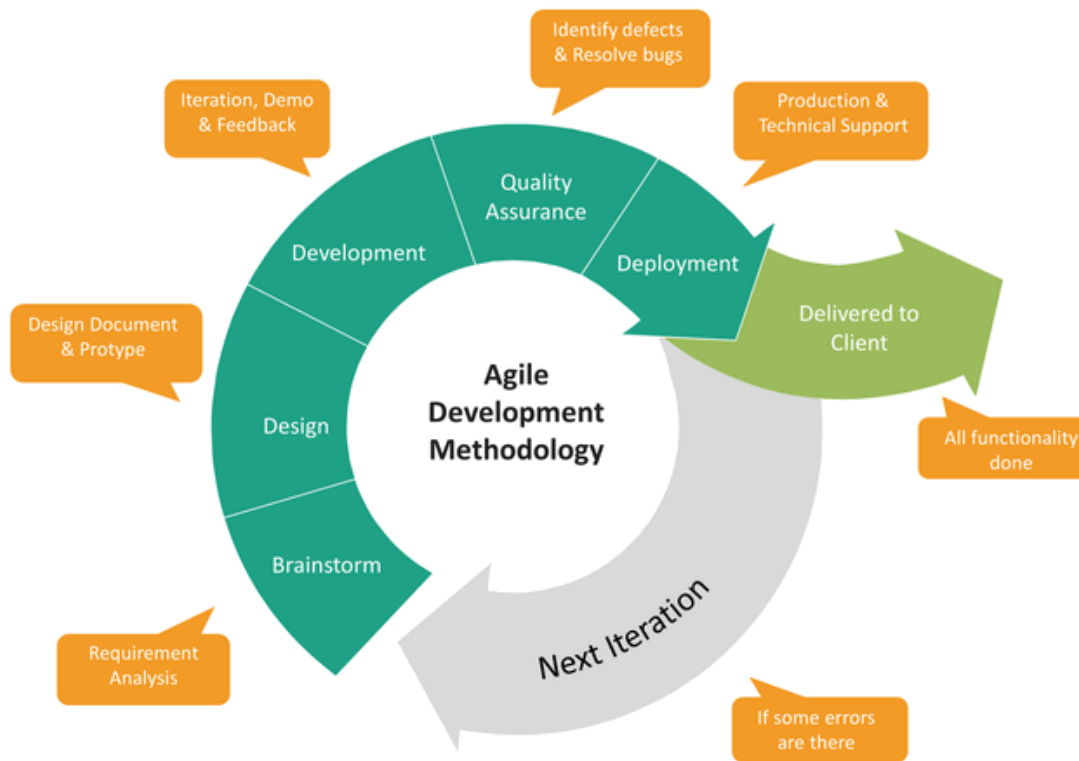 Identify defects
& Resolve bugs
Iteration, Demo
& Feedback
Production &
Technical Support
Quality
Assurance
Development
Deployment
Delivered to
Client
Design Document
& Protype
Agile
Development
Methodology
Design
All functionality
done
Brainstorm
Next Iteration
Requirement
Analysis
If some errors
are there